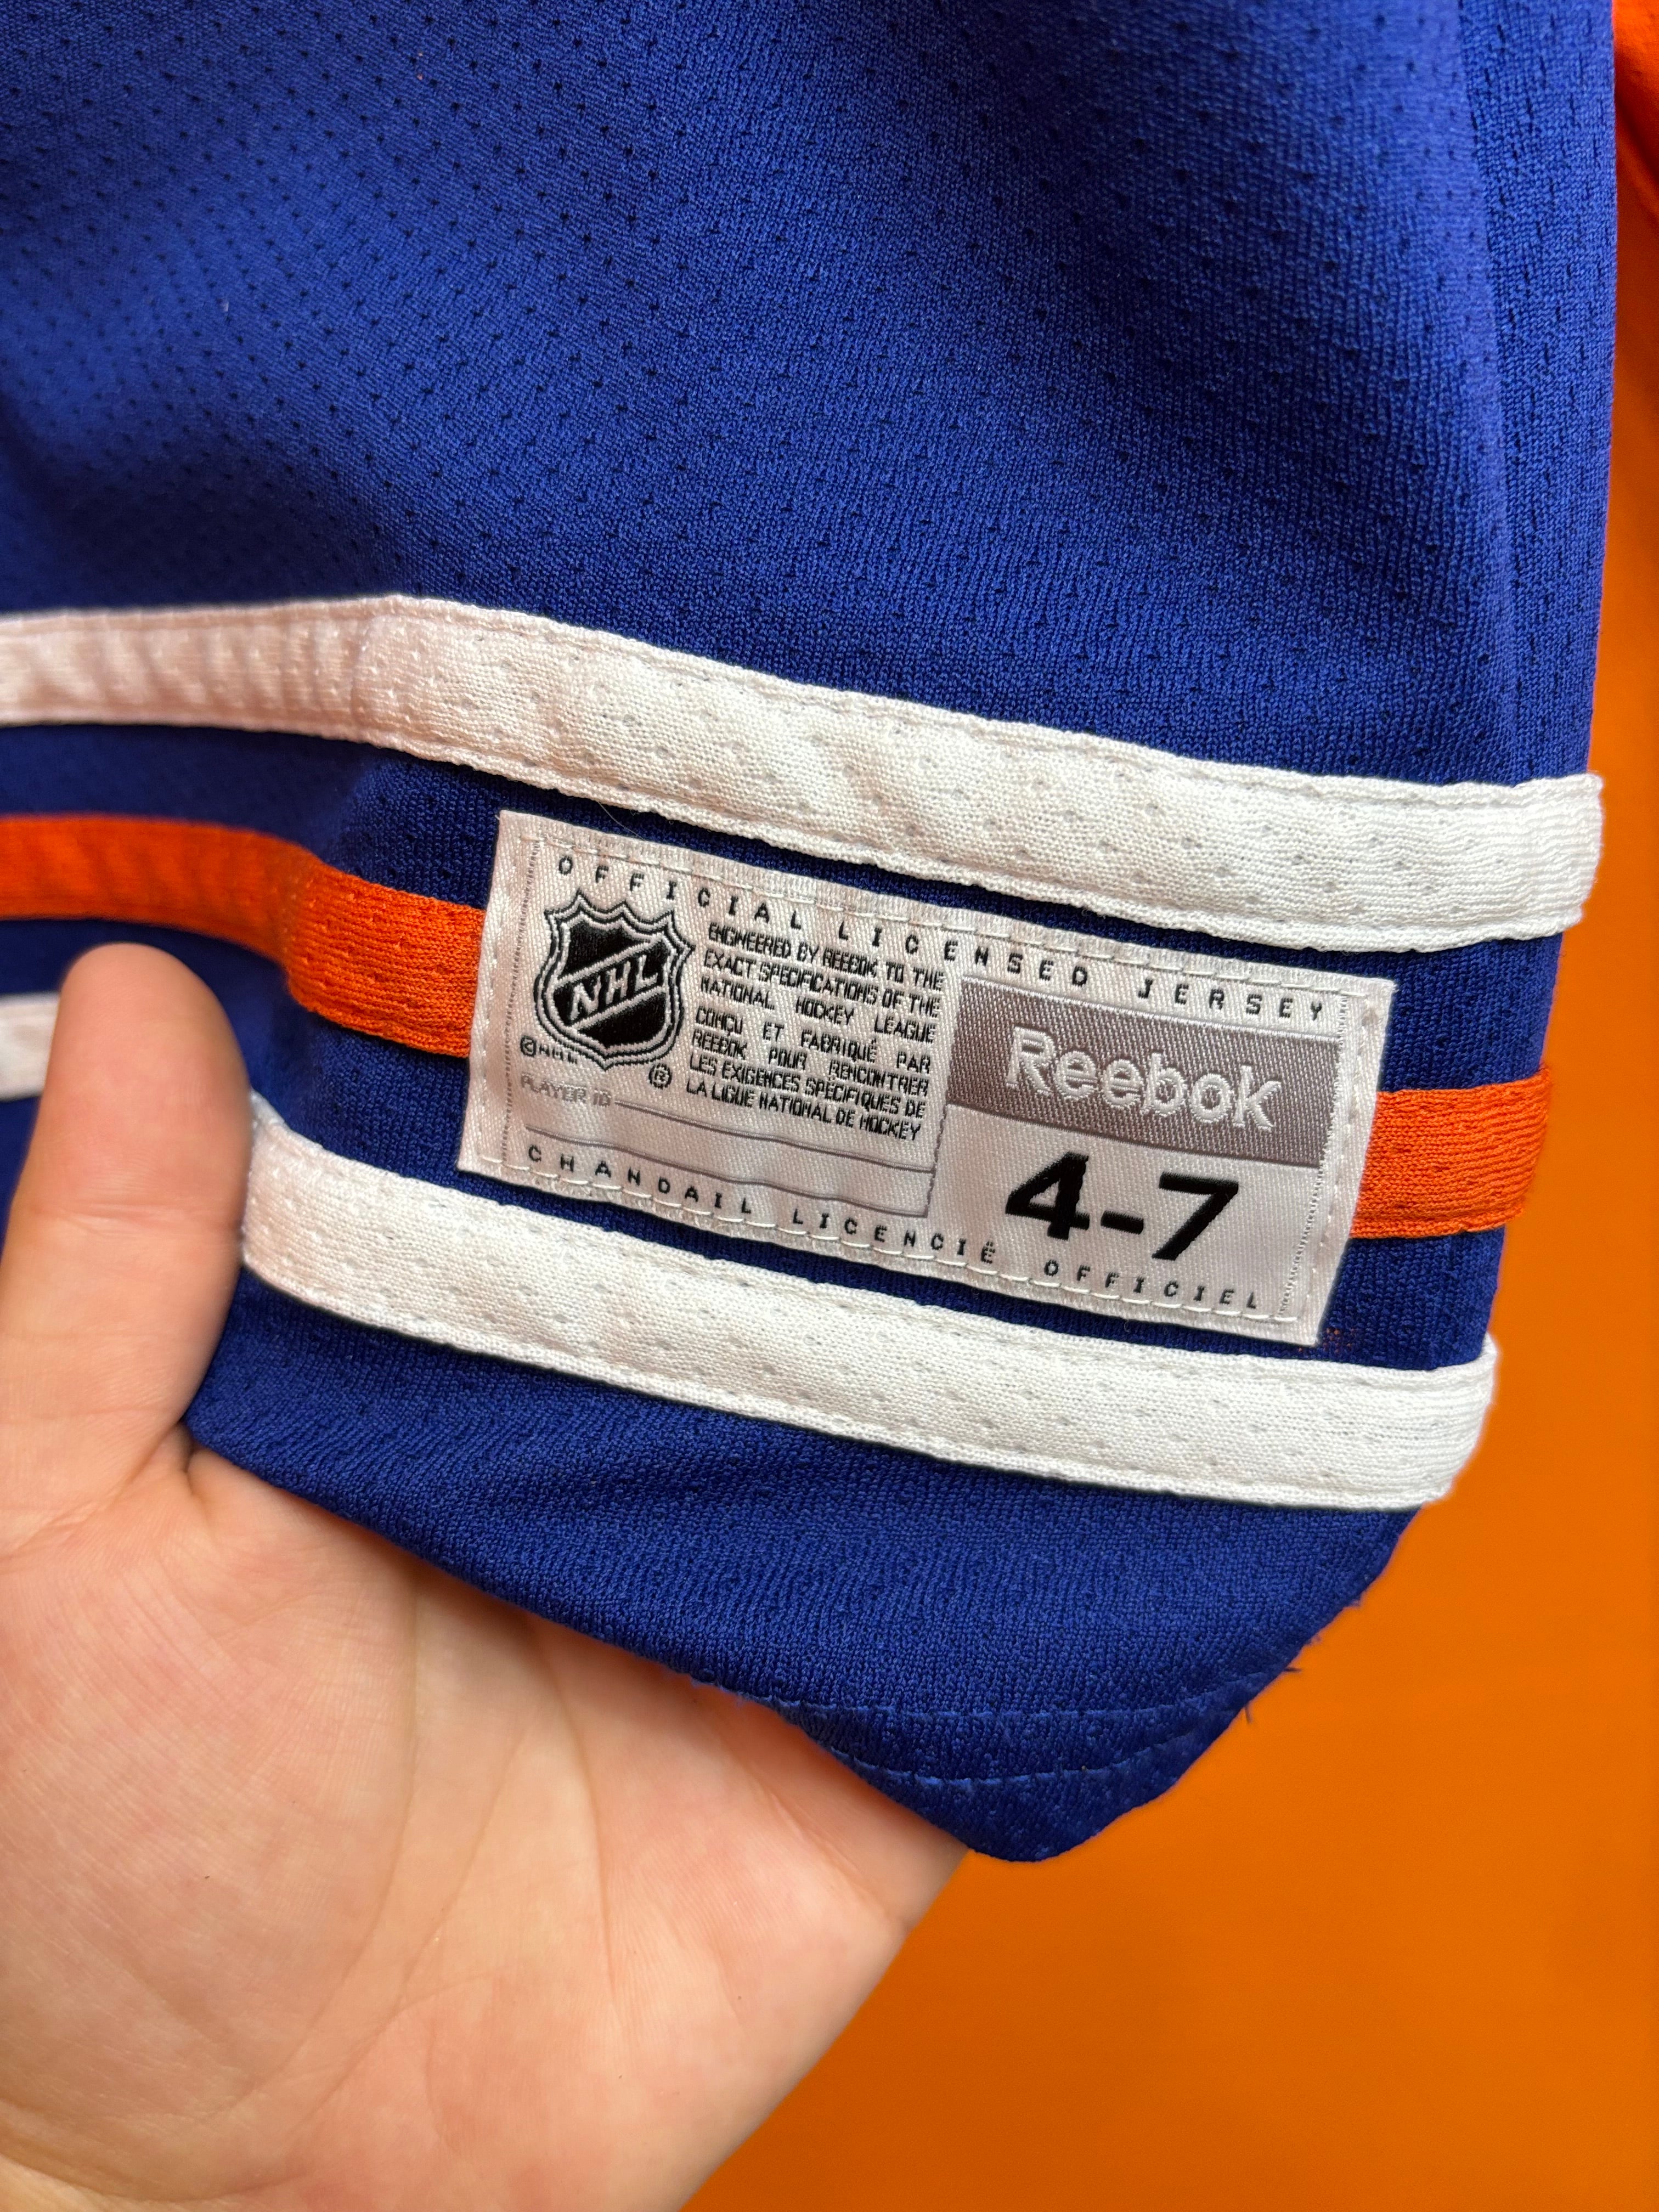 OFFICIAL LICENSED JERSEY
NHL
ENGINEERED BY REEBOK TO THE
EXACT SPECIFICATIONS OF THE
NATIONAL HOCKEY LEAGUE
CONÇU ET FABRIQUÉ PAR
REEBOK POUR RENCONTRER
LES EXIGENCES SPÉCIFIQUES DE
LA LIGUE NATIONAL DE HOCKEY
©NHL
®
PLAYER ID
Reebok
4-7
CHANDAIL LICENCIÉ OFFICIEL